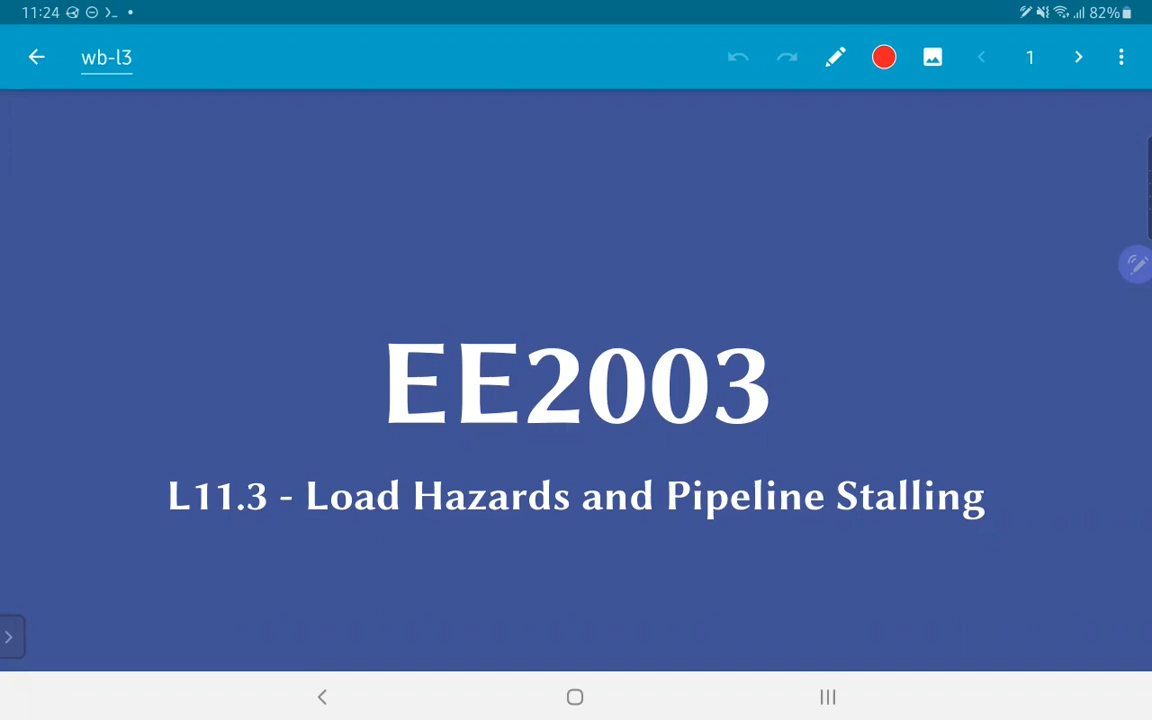 11:24
82%
wb-l3
1
EE2003
L11.3 - Load Hazards and Pipeline Stalling